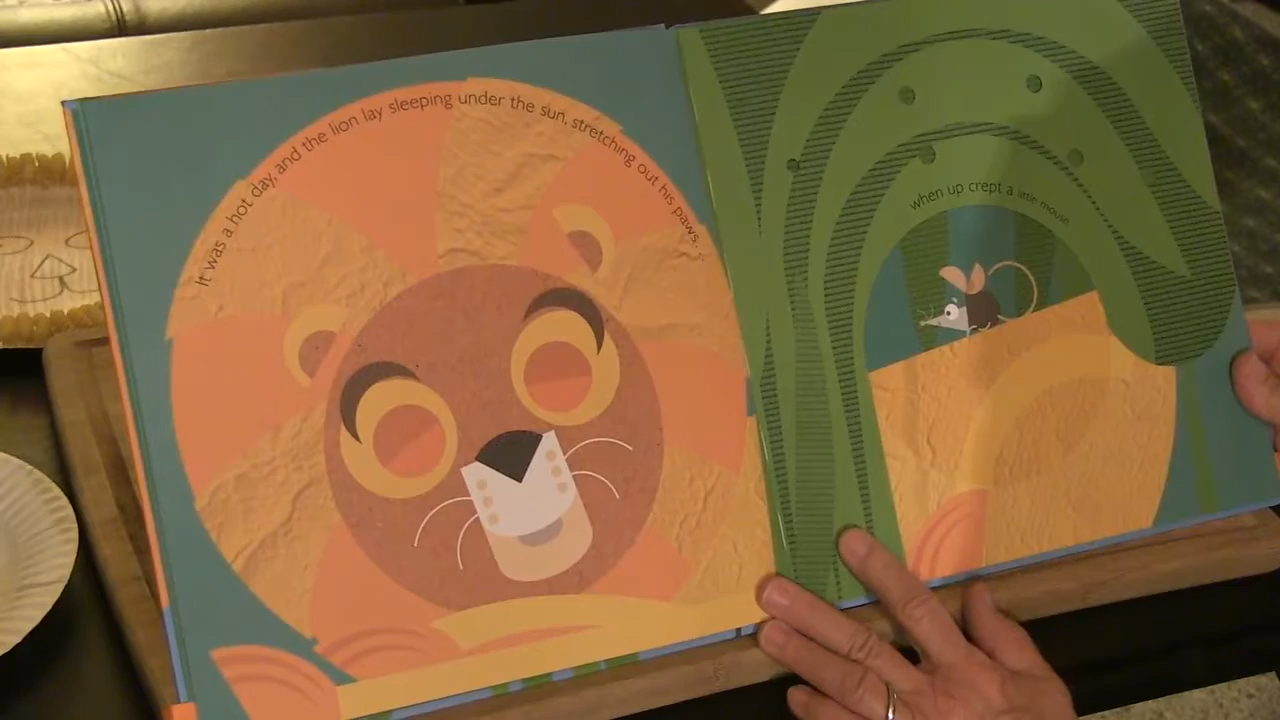 It was a hot day, and the lion lay sleeping under the sun, stretching out his paws...
when up crept a little mouse.